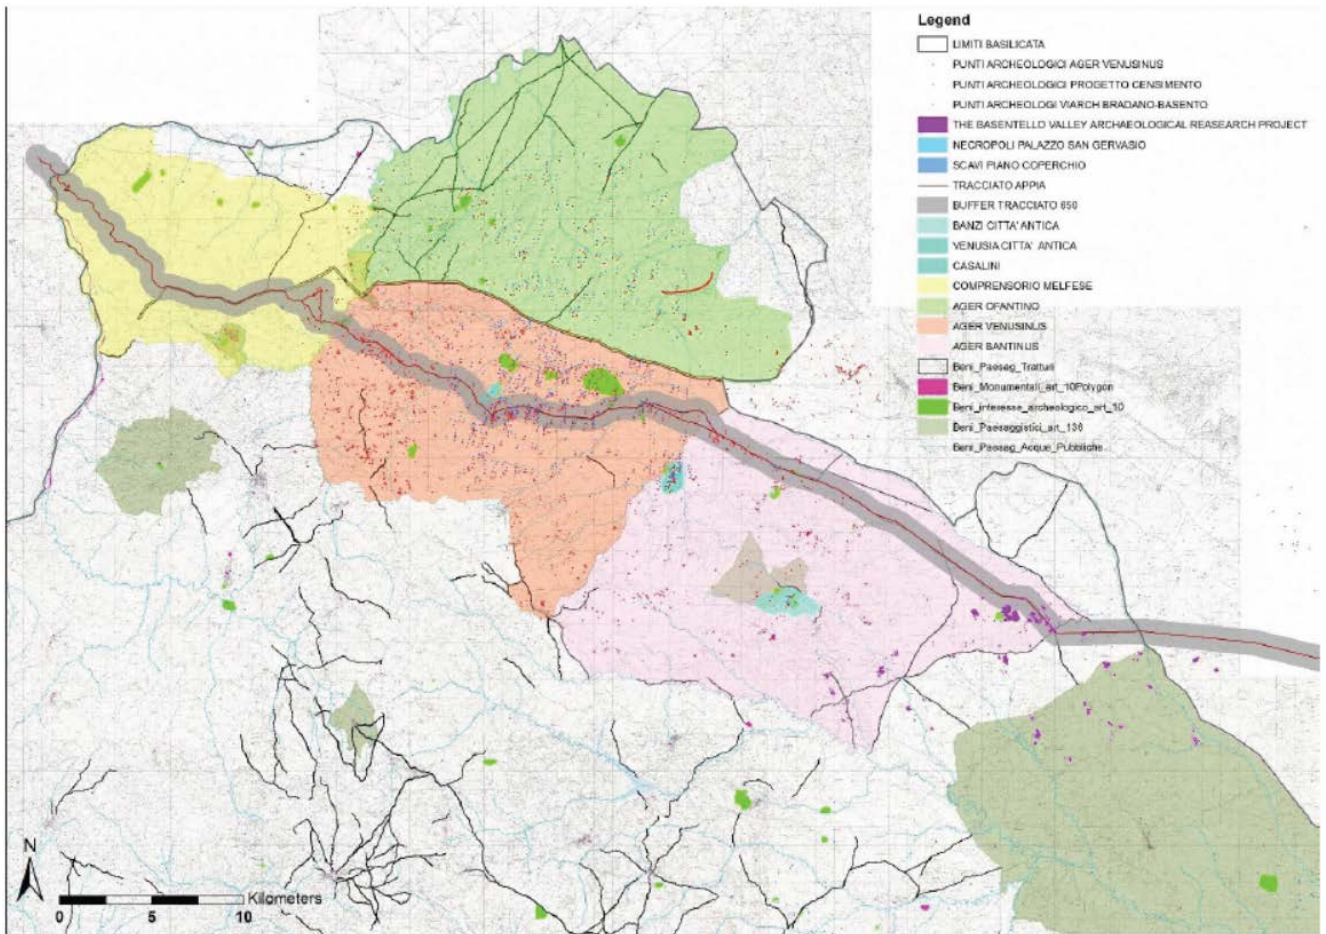 Legend
LIMITI BASILICATA
PUNTI ARCHEOLOGICI AGER VENUSINUS
PUNTI ARCHEOLOGICI PROGETTO CENSIMENTO
PUNTI ARCHEOLOGI VIARCH BRADANO-BASENTO
THE BASENTELLO VALLEY ARCHAEOLOGICAL REASEARCH PROJECT
NECROPOLI PALAZZO SAN GERVASIO
SCAVI PIANO COPERCHIO
TRACCIATO APPIA
BUFFER TRACCIATO 650
BANZI CITTA' ANTICA
VENUSIA CITTA' ANTICA
CASALINI
COMPRENSORIO MELFESE
AGER OFANTINO
AGER VENUSINUS
AGER BANTINUS
Beni_Paesag_Tratturi
Beni_Monumentali_art_10Polygon
Beni_interesse_archeologico_art_10
Beni_Paesaggistici_art_136
Beni_Paesag_Acque_Pubbliche
N
Kilometers
0 5 10